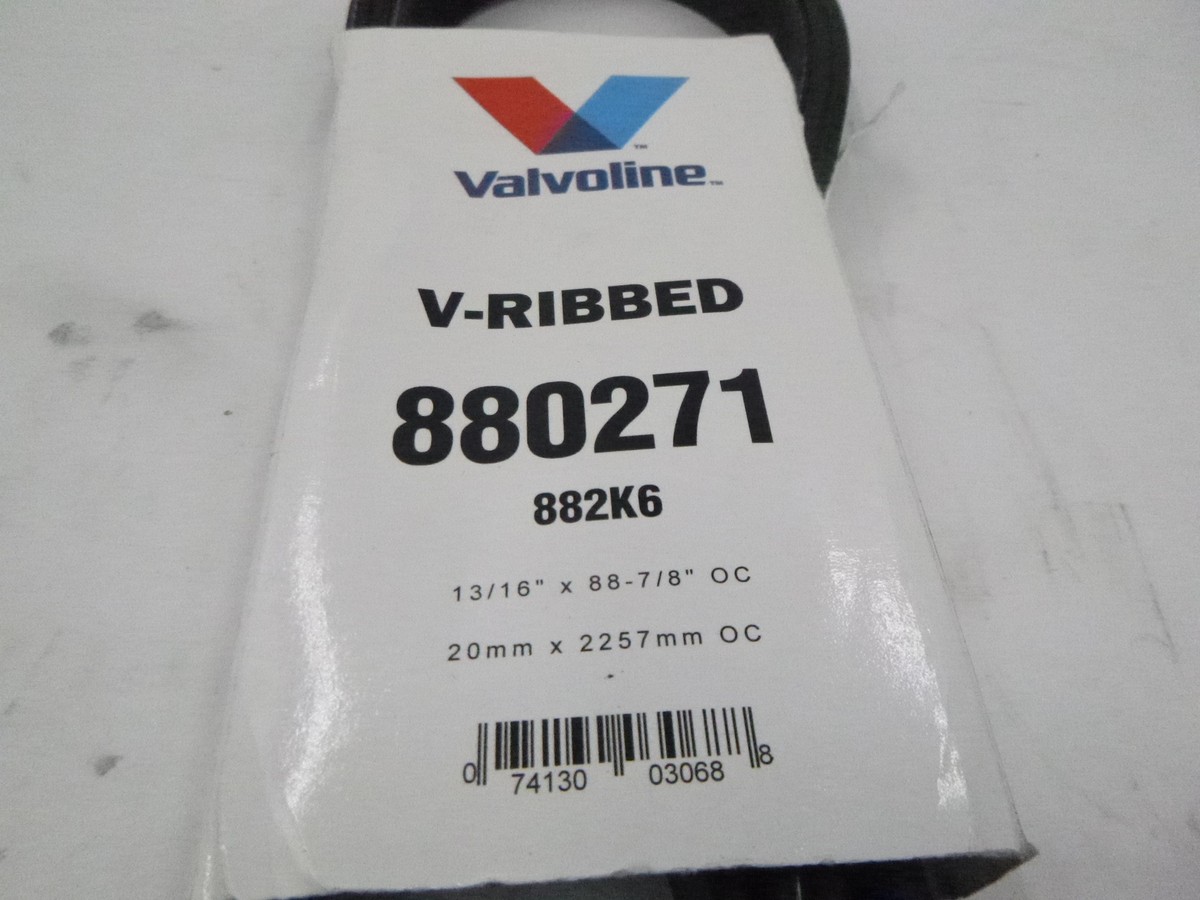 Valvoline™
V-RIBBED
880271
882K6
13/16" x 88-7/8" OC
20mm x 2257mm OC
0 74130 03068 8